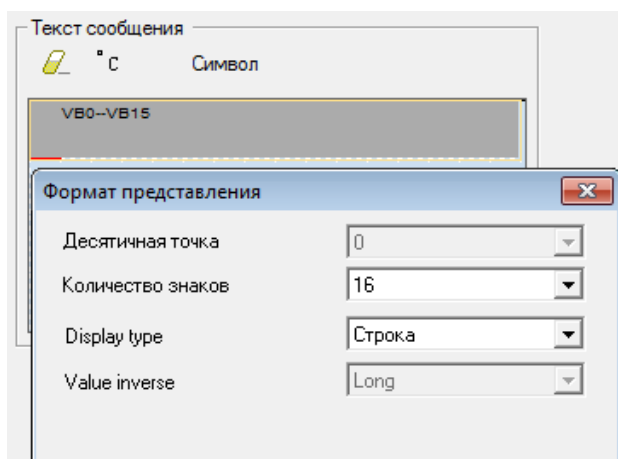 Текст сообщения
°C Символ
VB0--VB15
Формат представления
Десятичная точка 0
Количество знаков 16
Display type Строка
Value inverse Long